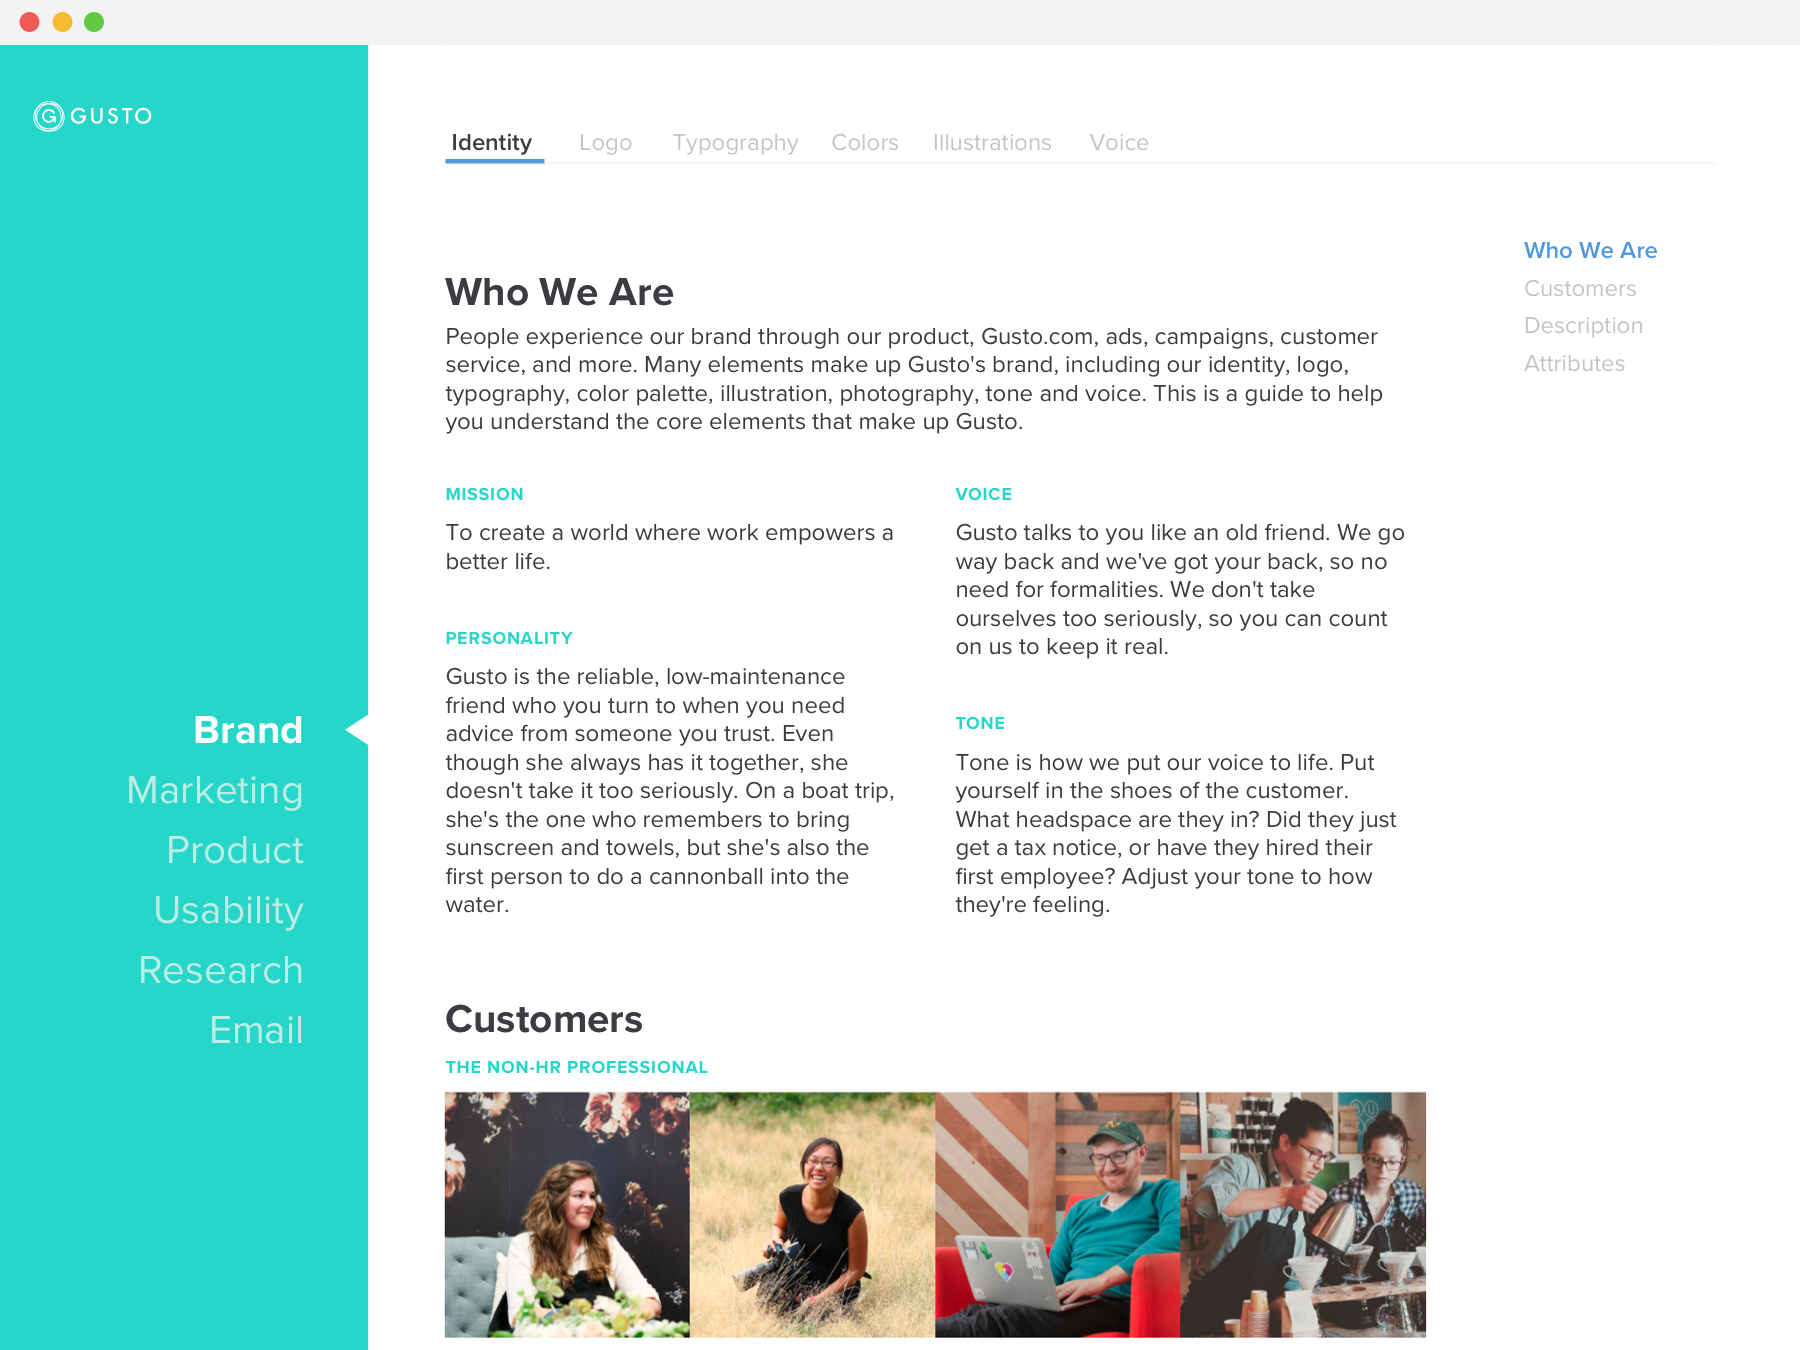 GUSTO
Brand
Marketing
Product
Usability
Research
Email
Identity
Logo
Typography
Colors
Illustrations
Voice
Who We Are
People experience our brand through our product, Gusto.com, ads, campaigns, customer
service, and more. Many elements make up Gusto's brand, including our identity, logo,
typography, color palette, illustration, photography, tone and voice. This is a guide to help
you understand the core elements that make up Gusto.
MISSION
To create a world where work empowers a
better life.
PERSONALITY
Gusto is the reliable, low-maintenance
friend who you turn to when you need
advice from someone you trust. Even
though she always has it together, she
doesn't take it too seriously. On a boat trip,
she's the one who remembers to bring
sunscreen and towels, but she's also the
first person to do a cannonball into the
water.
VOICE
Gusto talks to you like an old friend. We go
way back and we've got your back, so no
need for formalities. We don't take
ourselves too seriously, so you can count
on us to keep it real.
TONE
Tone is how we put our voice to life. Put
yourself in the shoes of the customer.
What headspace are they in? Did they just
get a tax notice, or have they hired their
first employee? Adjust your tone to how
they're feeling.
Customers
THE NON-HR PROFESSIONAL
Who We Are
Customers
Description
Attributes